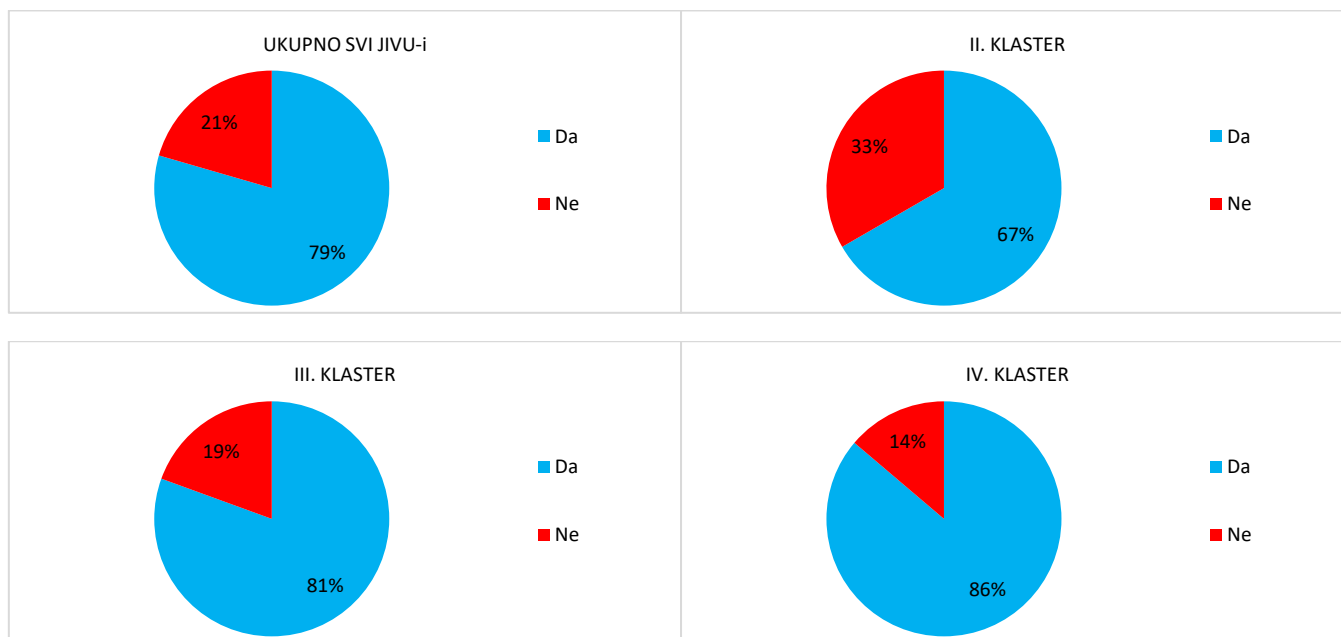 UKUPNO SVI JIVU-i
21%
79%
Da
Ne
II. KLASTER
33%
67%
Da
Ne
III. KLASTER
19%
81%
Da
Ne
IV. KLASTER
14%
86%
Da
Ne